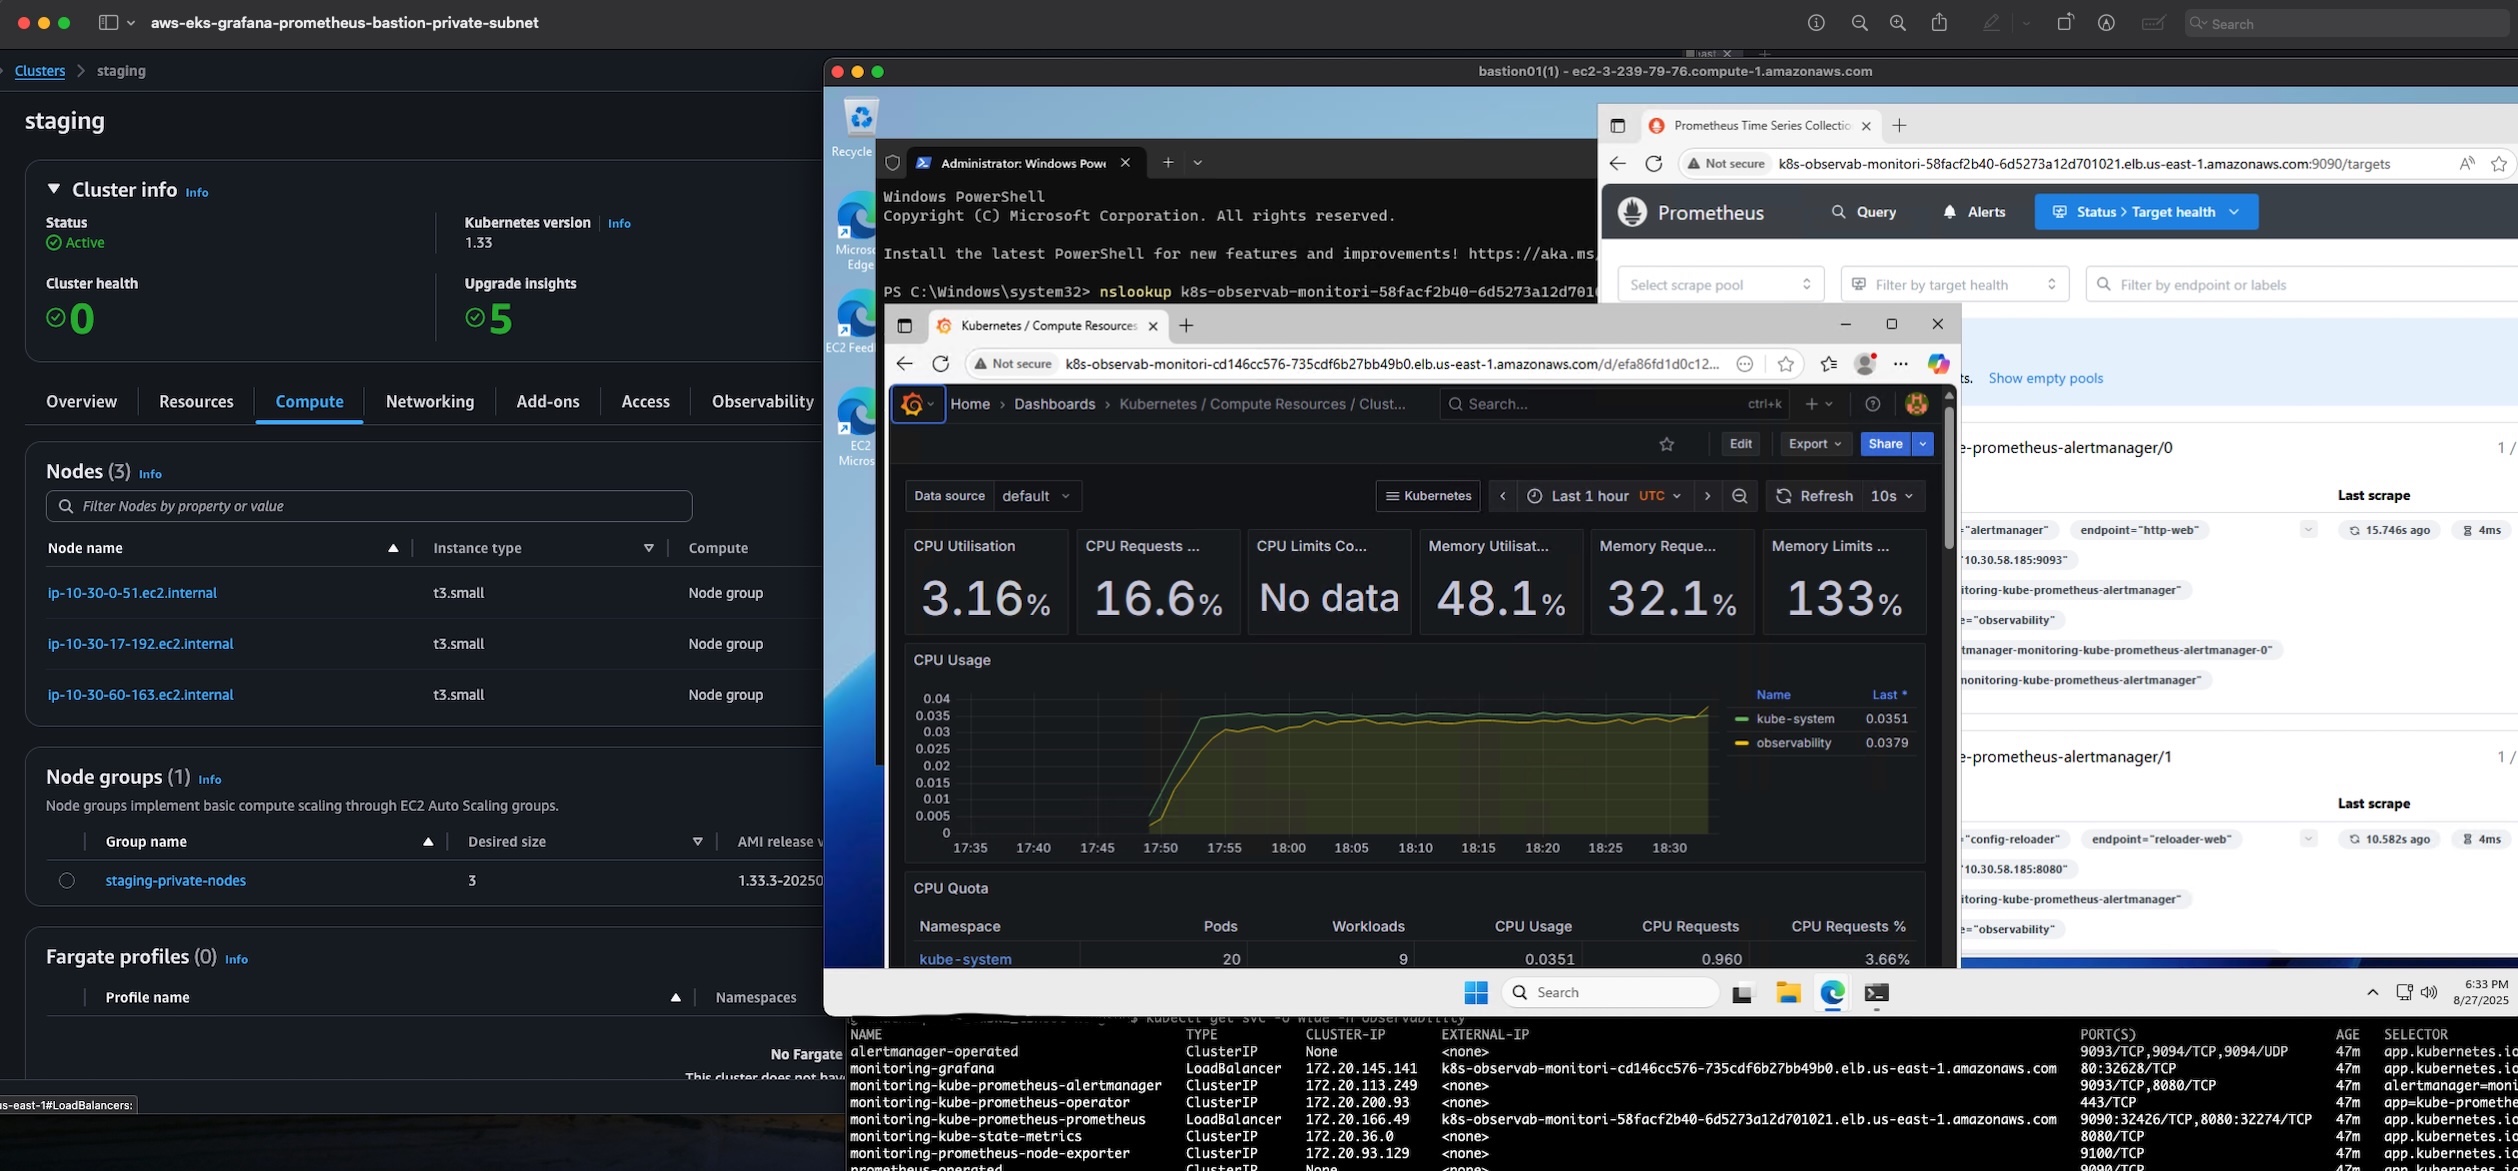 aws-eks-grafana-prometheus-bastion-private-subnet
Search
Clusters > staging
staging
Cluster info Info
Status
Active
Kubernetes version Info
1.33
Cluster health
0
Upgrade insights
5
Overview Resources Compute Networking Add-ons Access Observability
Nodes (3) Info
Filter Nodes by property or value
Node name Instance type Compute
ip-10-30-0-51.ec2.internal t3.small Node group
ip-10-30-17-192.ec2.internal t3.small Node group
ip-10-30-60-163.ec2.internal t3.small Node group
Node groups (1) Info
Node groups implement basic compute scaling through EC2 Auto Scaling groups.
Group name Desired size AMI release v
staging-private-nodes 3 1.33.3-20250
Fargate profiles (0) Info
Profile name Namespaces
No Fargate
This cluster does not hav
us-east-1#LoadBalancers:
bastion01(1) - ec2-3-239-79-76.compute-1.amazonaws.com
Recycle
Microso
Edge
EC2 Feed
EC2
Micros
Administrator: Windows Powe
Windows PowerShell
Copyright (C) Microsoft Corporation. All rights reserved.
Install the latest PowerShell for new features and improvements! https://aka.ms/
PS C:\Windows\system32> nslookup k8s-observab-monitori-58facf2b40-6d5273a12d701
Prometheus Time Series Collectio
Not secure k8s-observab-monitori-58facf2b40-6d5273a12d701021.elb.us-east-1.amazonaws.com:9090/targets
Prometheus Query Alerts Status > Target health
Select scrape pool Filter by target health Filter by endpoint or labels
ts. Show empty pools
e-prometheus-alertmanager/0 1 /
Last scrape
="alertmanager" endpoint="http-web" 15.746s ago 4ms
"10.30.58.185:9093"
itoring-kube-prometheus-alertmanager"
e="observability"
tmanager-monitoring-kube-prometheus-alertmanager-0"
monitoring-kube-prometheus-alertmanager"
e-prometheus-alertmanager/1 1 /
Last scrape
="config-reloader" endpoint="reloader-web" 10.582s ago 4ms
"10.30.58.185:8080"
itoring-kube-prometheus-alertmanager"
e="observability"
Kubernetes / Compute Resources
Not secure k8s-observab-monitori-cd146cc576-735cdf6b27bb49b0.elb.us-east-1.amazonaws.com/d/efa86fd1d0c12...
Home > Dashboards > Kubernetes / Compute Resources / Clust... Search... ctrl+k
Edit Export Share
Data source default Kubernetes Last 1 hour UTC Refresh 10s
CPU Utilisation
3.16%
CPU Requests ...
16.6%
CPU Limits Co...
No data
Memory Utilisat...
48.1%
Memory Reque...
32.1%
Memory Limits ...
133%
CPU Usage
0.04
0.035
0.03
0.025
0.02
0.015
0.01
0.005
0
17:35 17:40 17:45 17:50 17:55 18:00 18:05 18:10 18:15 18:20 18:25 18:30
Name Last *
kube-system 0.0351
observability 0.0379
CPU Quota
Namespace Pods Workloads CPU Usage CPU Requests CPU Requests %
kube-system 20 9 0.0351 0.960 3.66%
Search
6:33 PM
8/27/2025
$ kubectl get svc -o wide -n observability
NAME TYPE CLUSTER-IP EXTERNAL-IP PORT(S) AGE SELECTOR
alertmanager-operated ClusterIP None <none> 9093/TCP,9094/TCP,9094/UDP 47m app.kubernetes.io
monitoring-grafana LoadBalancer 172.20.145.141 k8s-observab-monitori-cd146cc576-735cdf6b27bb49b0.elb.us-east-1.amazonaws.com 80:32628/TCP 47m app.kubernetes.io
monitoring-kube-prometheus-alertmanager ClusterIP 172.20.113.249 <none> 9093/TCP,8080/TCP 47m alertmanager=moni
monitoring-kube-prometheus-operator ClusterIP 172.20.200.93 <none> 443/TCP 47m app=kube-promethe
monitoring-kube-prometheus-prometheus LoadBalancer 172.20.166.49 k8s-observab-monitori-58facf2b40-6d5273a12d701021.elb.us-east-1.amazonaws.com 9090:32426/TCP,8080:32274/TCP 47m app.kubernetes.io
monitoring-kube-state-metrics ClusterIP 172.20.36.0 <none> 8080/TCP 47m app.kubernetes.io
monitoring-prometheus-node-exporter ClusterIP 172.20.93.129 <none> 9100/TCP 47m app.kubernetes.io
prometheus-operated ClusterIP None <none> 9090/TCP 47m app.kubernetes.io